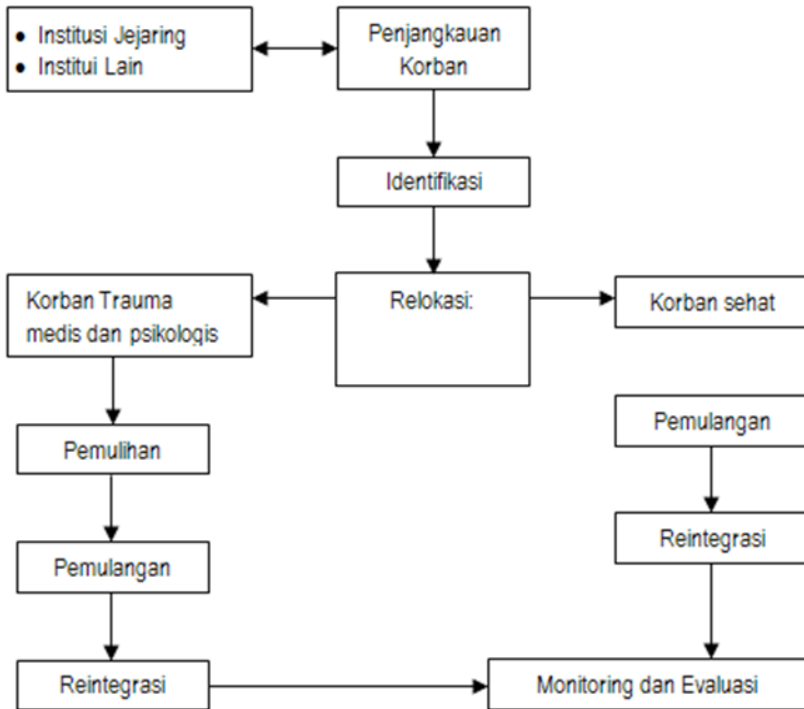 • Institusi Jejaring
• Institui Lain
Penjangkauan
Korban
Identifikasi
Relokasi:
Korban Trauma
medis dan psikologis
Korban sehat
Pemulihan
Pemulangan
Reintegrasi
Pemulangan
Reintegrasi
Monitoring dan Evaluasi